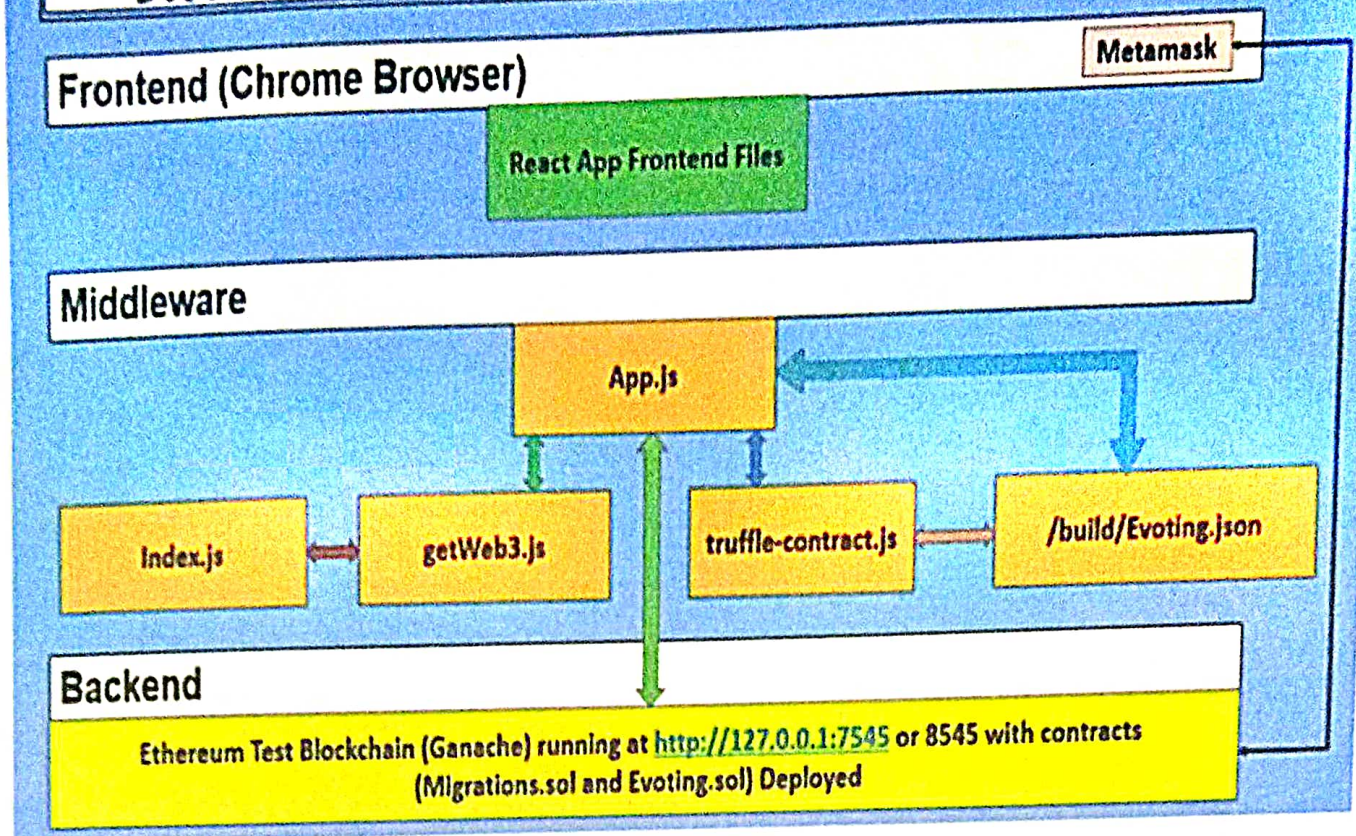 Frontend (Chrome Browser)
Metamask
React App Frontend Files
Middleware
App.js
Index.js
getWeb3.js
truffle-contract.js
/build/Evoting.json
Backend
Ethereum Test Blockchain (Ganache) running at http://127.0.0.1:7545 or 8545 with contracts
(Migrations.sol and Evoting.sol) Deployed